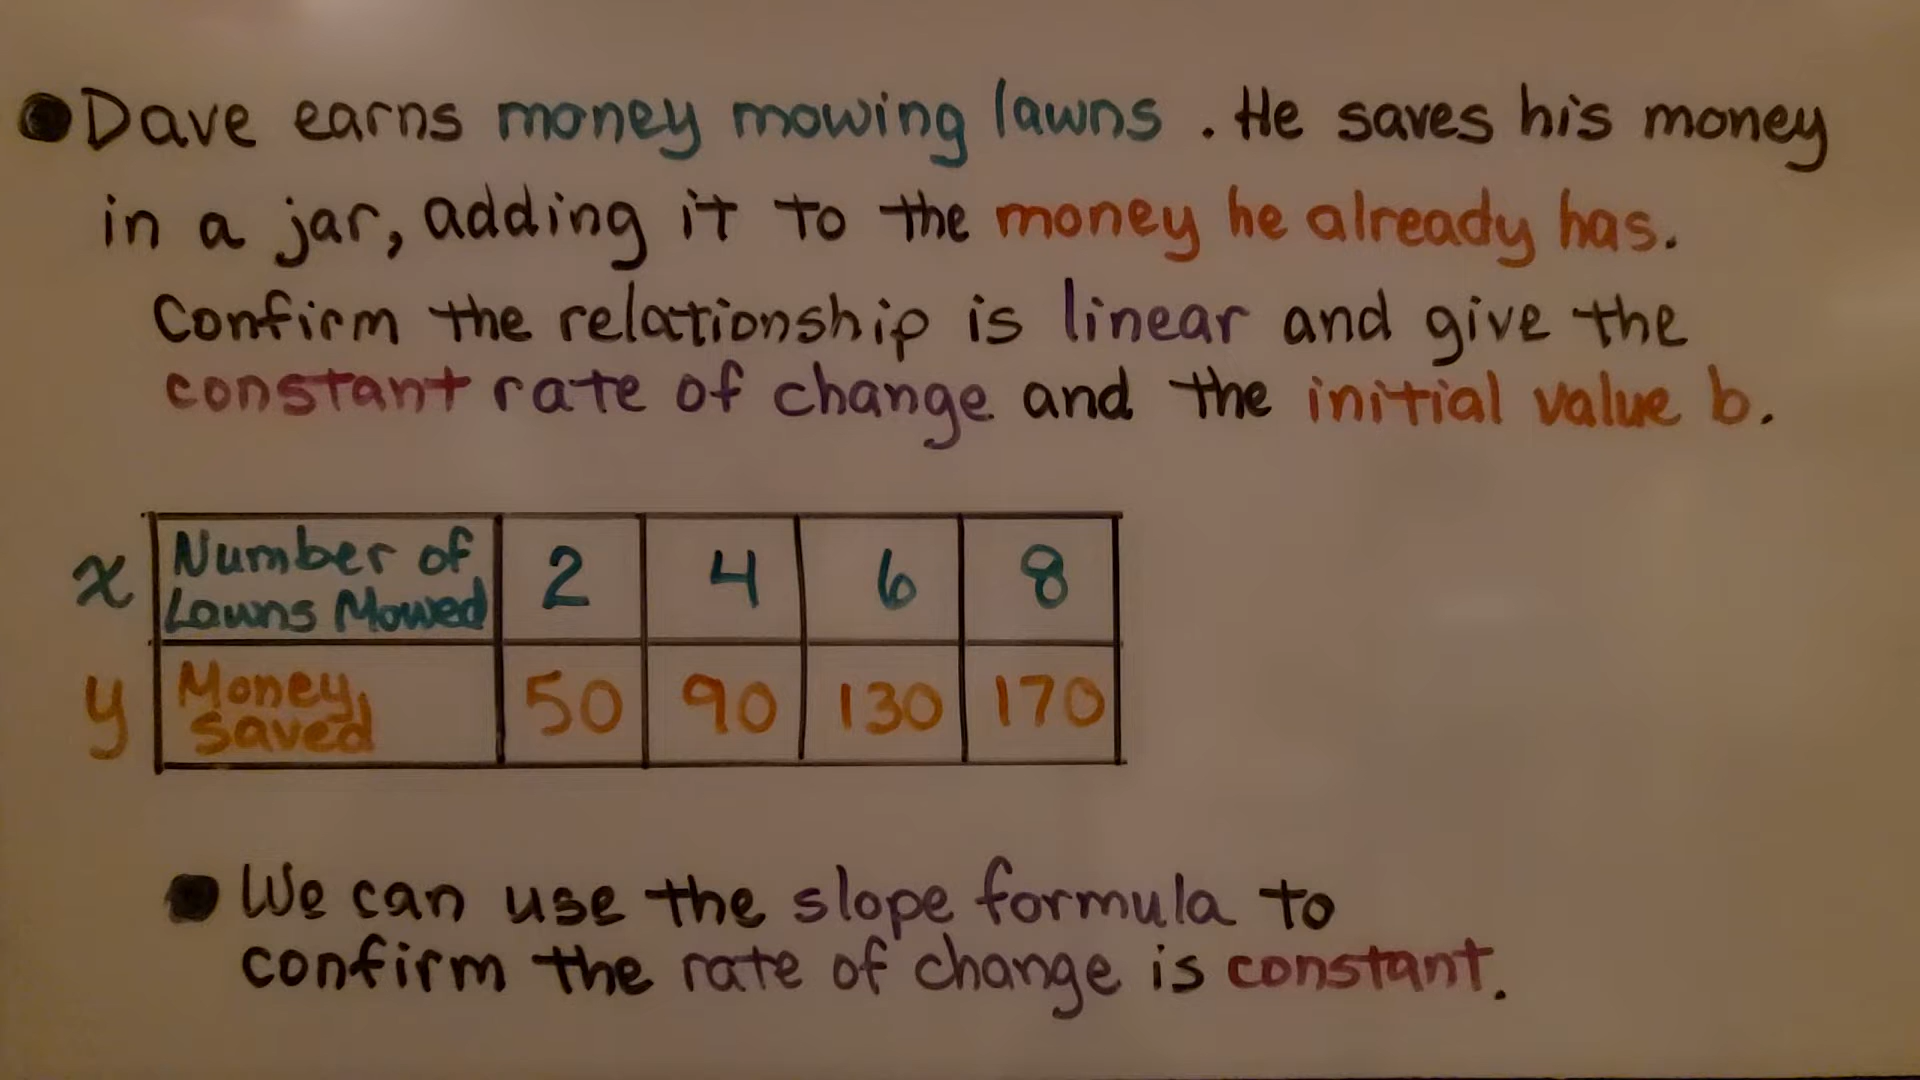 Dave earns money mowing lawns. He saves his money
in a jar, adding it to the money he already has.
Confirm the relationship is linear and give the
constant rate of change and the initial value b.
x Number of Lawns Mowed 2 4 6 8
y Money saved 50 90 130 170
We can use the slope formula to
confirm the rate of change is constant.